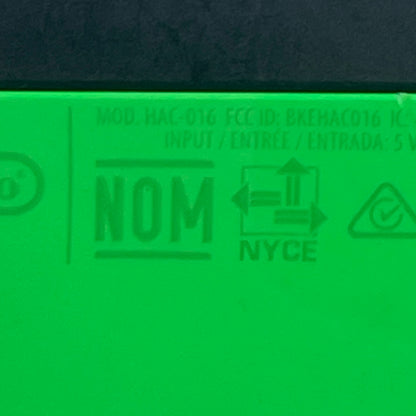 MOD. HAC-016 FCC ID: BKEHAC016 IC:
INPUT / ENTRÉE / ENTRADA: 5 V
o®
NOM
NYCE